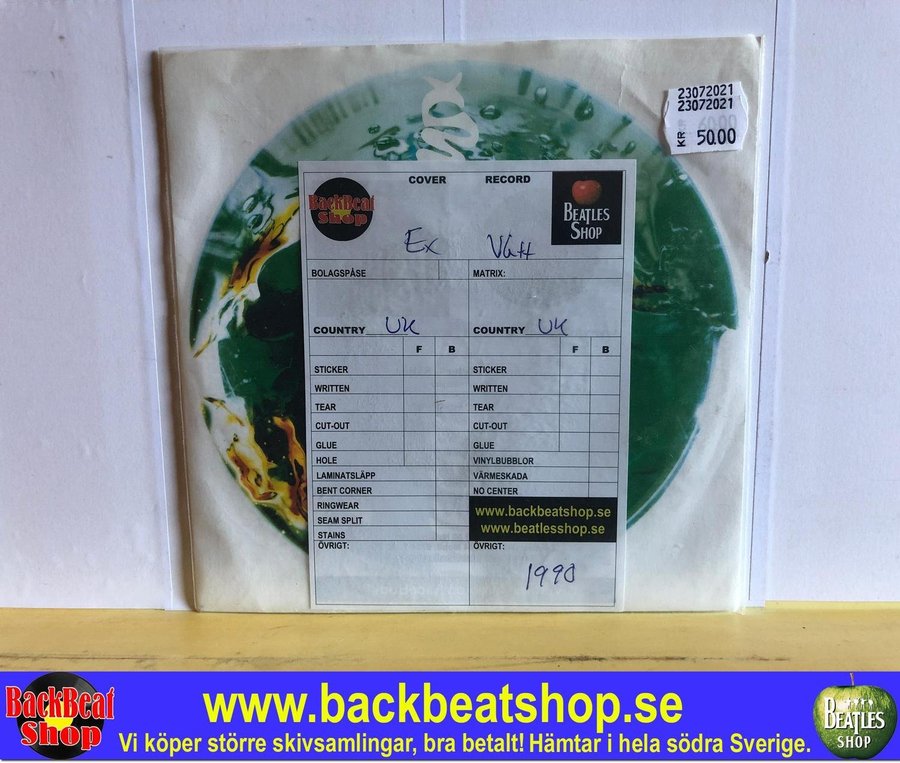 23072021
23072021
60.00
KR 50.00
COVER RECORD
BackBeat
Shop
BEATLES
SHOP
Ex VG++
BOLAGSPÅSE MATRIX:
COUNTRY UK COUNTRY UK
F B F B
STICKER STICKER
WRITTEN WRITTEN
TEAR TEAR
CUT-OUT CUT-OUT
GLUE GLUE
HOLE VINYLBUBBLOR
LAMINATSLÄPP VÄRMESKADA
BENT CORNER NO CENTER
RINGWEAR
SEAM SPLIT
STAINS
www.backbeatshop.se
www.beatlesshop.se
ÖVRIGT: ÖVRIGT:
1990
BackBeat
Shop
www.backbeatshop.se
Vi köper större skivsamlingar, bra betalt! Hämtar i hela södra Sverige.
BEATLES
SHOP